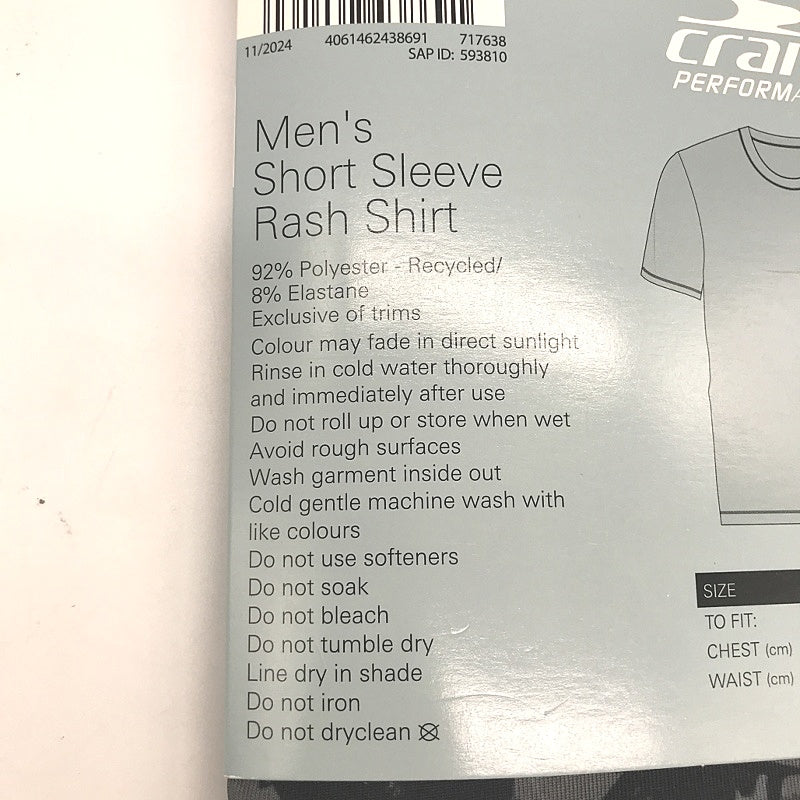 11/2024 4061462438691 717638
SAP ID: 593810
Men's
Short Sleeve
Rash Shirt
92% Polyester - Recycled/
8% Elastane
Exclusive of trims
Colour may fade in direct sunlight
Rinse in cold water thoroughly
and immediately after use
Do not roll up or store when wet
Avoid rough surfaces
Wash garment inside out
Cold gentle machine wash with
like colours
Do not use softeners
Do not soak
Do not bleach
Do not tumble dry
Line dry in shade
Do not iron
Do not dryclean
SIZE
TO FIT:
CHEST (cm)
WAIST (cm)